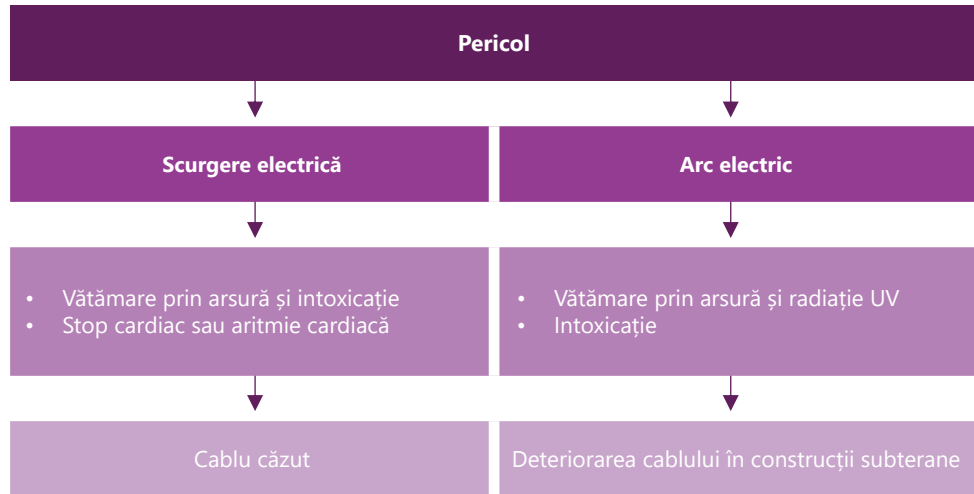 Pericol
Scurgere electrică
Arc electric
• Vătămare prin arsură și intoxicație
• Stop cardiac sau aritmie cardiacă
• Vătămare prin arsură și radiație UV
• Intoxicație
Cablu căzut
Deteriorarea cablului în construcții subterane